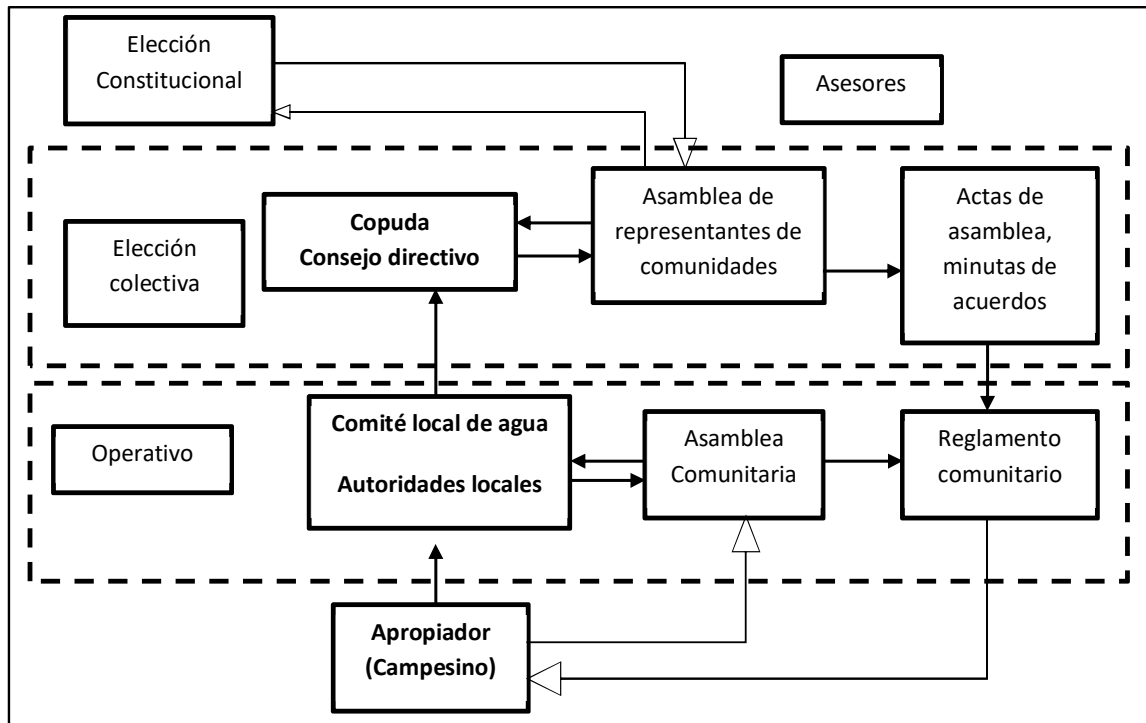 Elección
Constitucional
Asesores
Elección
colectiva
Copuda
Consejo directivo
Asamblea de
representantes de
comunidades
Actas de
asamblea,
minutas de
acuerdos
Operativo
Comité local de agua
Autoridades locales
Asamblea
Comunitaria
Reglamento
comunitario
Apropiador
(Campesino)